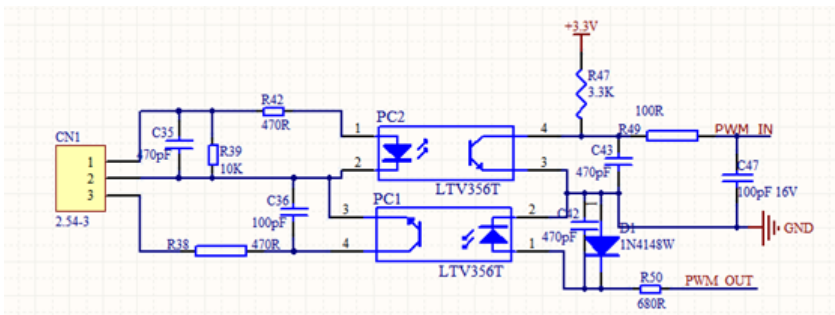 +3.3V
R47
3.3K
R42
470R
PC2
100R
CN1
C35
470pF
R39
10K
1
2
4
3
R49
PWM_IN
C43
470pF
C47
100pF 16V
1
2
3
2.54-3
LTV356T
PC1
C36
100pF
3
4
2
1
C42
470pF
D1
1N4148W
GND
R38
470R
LTV356T
R50
680R
PWM_OUT